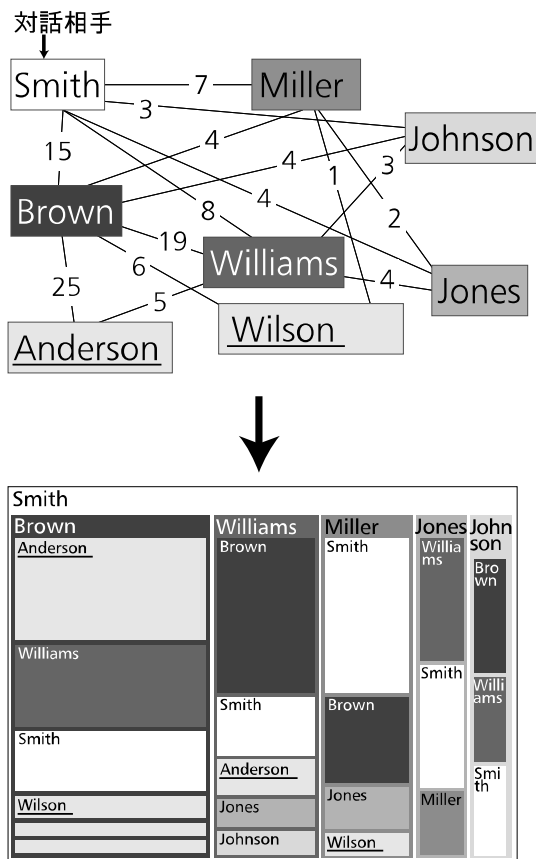 対話相手
Smith
7
Miller
3
Johnson
15
4
4
1
3
Brown
8
4
2
19
Williams
6
4
Jones
25
5
Wilson
Anderson
Smith
Brown
Williams
Miller
Jones
John
son
Anderson
Brown
Smith
Willia
ms
Bro
wn
Williams
Smith
Willi
ams
Smith
Brown
Smith
Anderson
Smi
th
Wilson
Jones
Jones
Miller
Johnson
Wilson